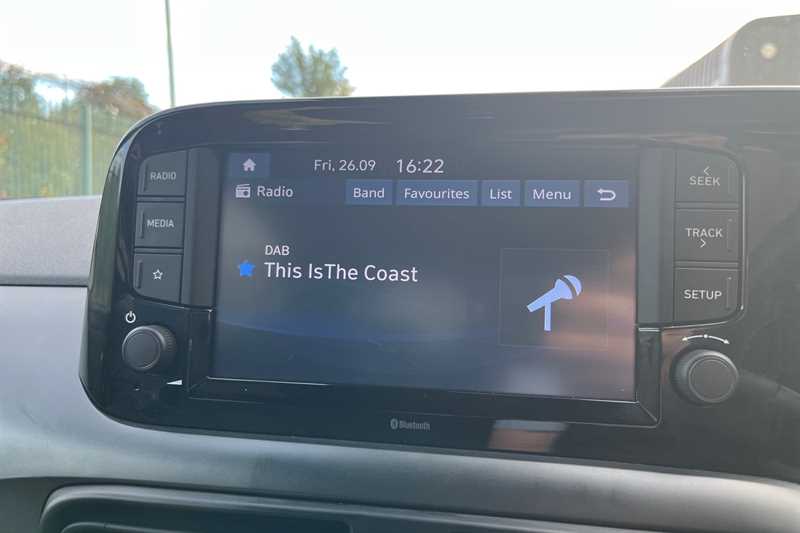 Fri, 26.09 16:22
RADIO
MEDIA
Radio
Band Favourites List Menu
DAB
This IsThe Coast
SEEK
TRACK
SETUP
Bluetooth